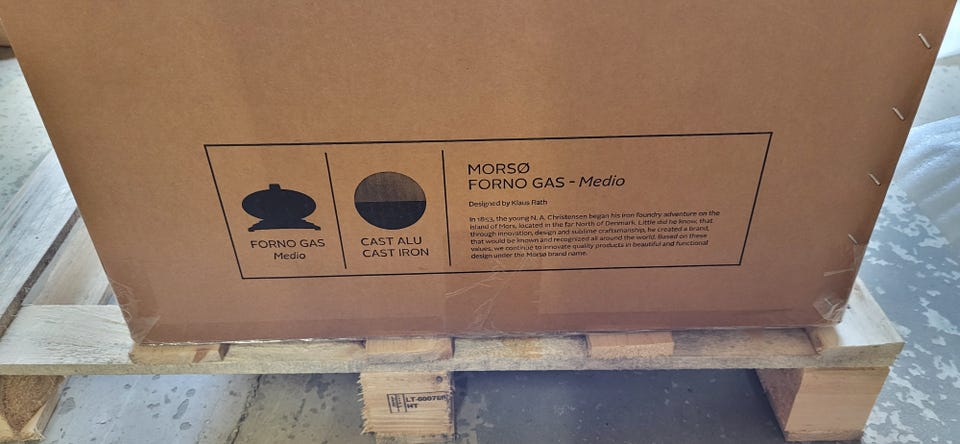 FORNO GAS
Medio
CAST ALU
CAST IRON
MORSØ
FORNO GAS - Medio
Designed by Klaus Rath
In 1853, the young N. A. Christensen began his iron foundry adventure on the
island of Mors, located in the far North of Denmark. Little did he know, that
through innovation, design and sublime craftsmanship, he created a brand,
that would be known and recognized all around the world. Based on these
values, we continue to innovate quality products in beautiful and functional
design under the Morsø brand name.
HT